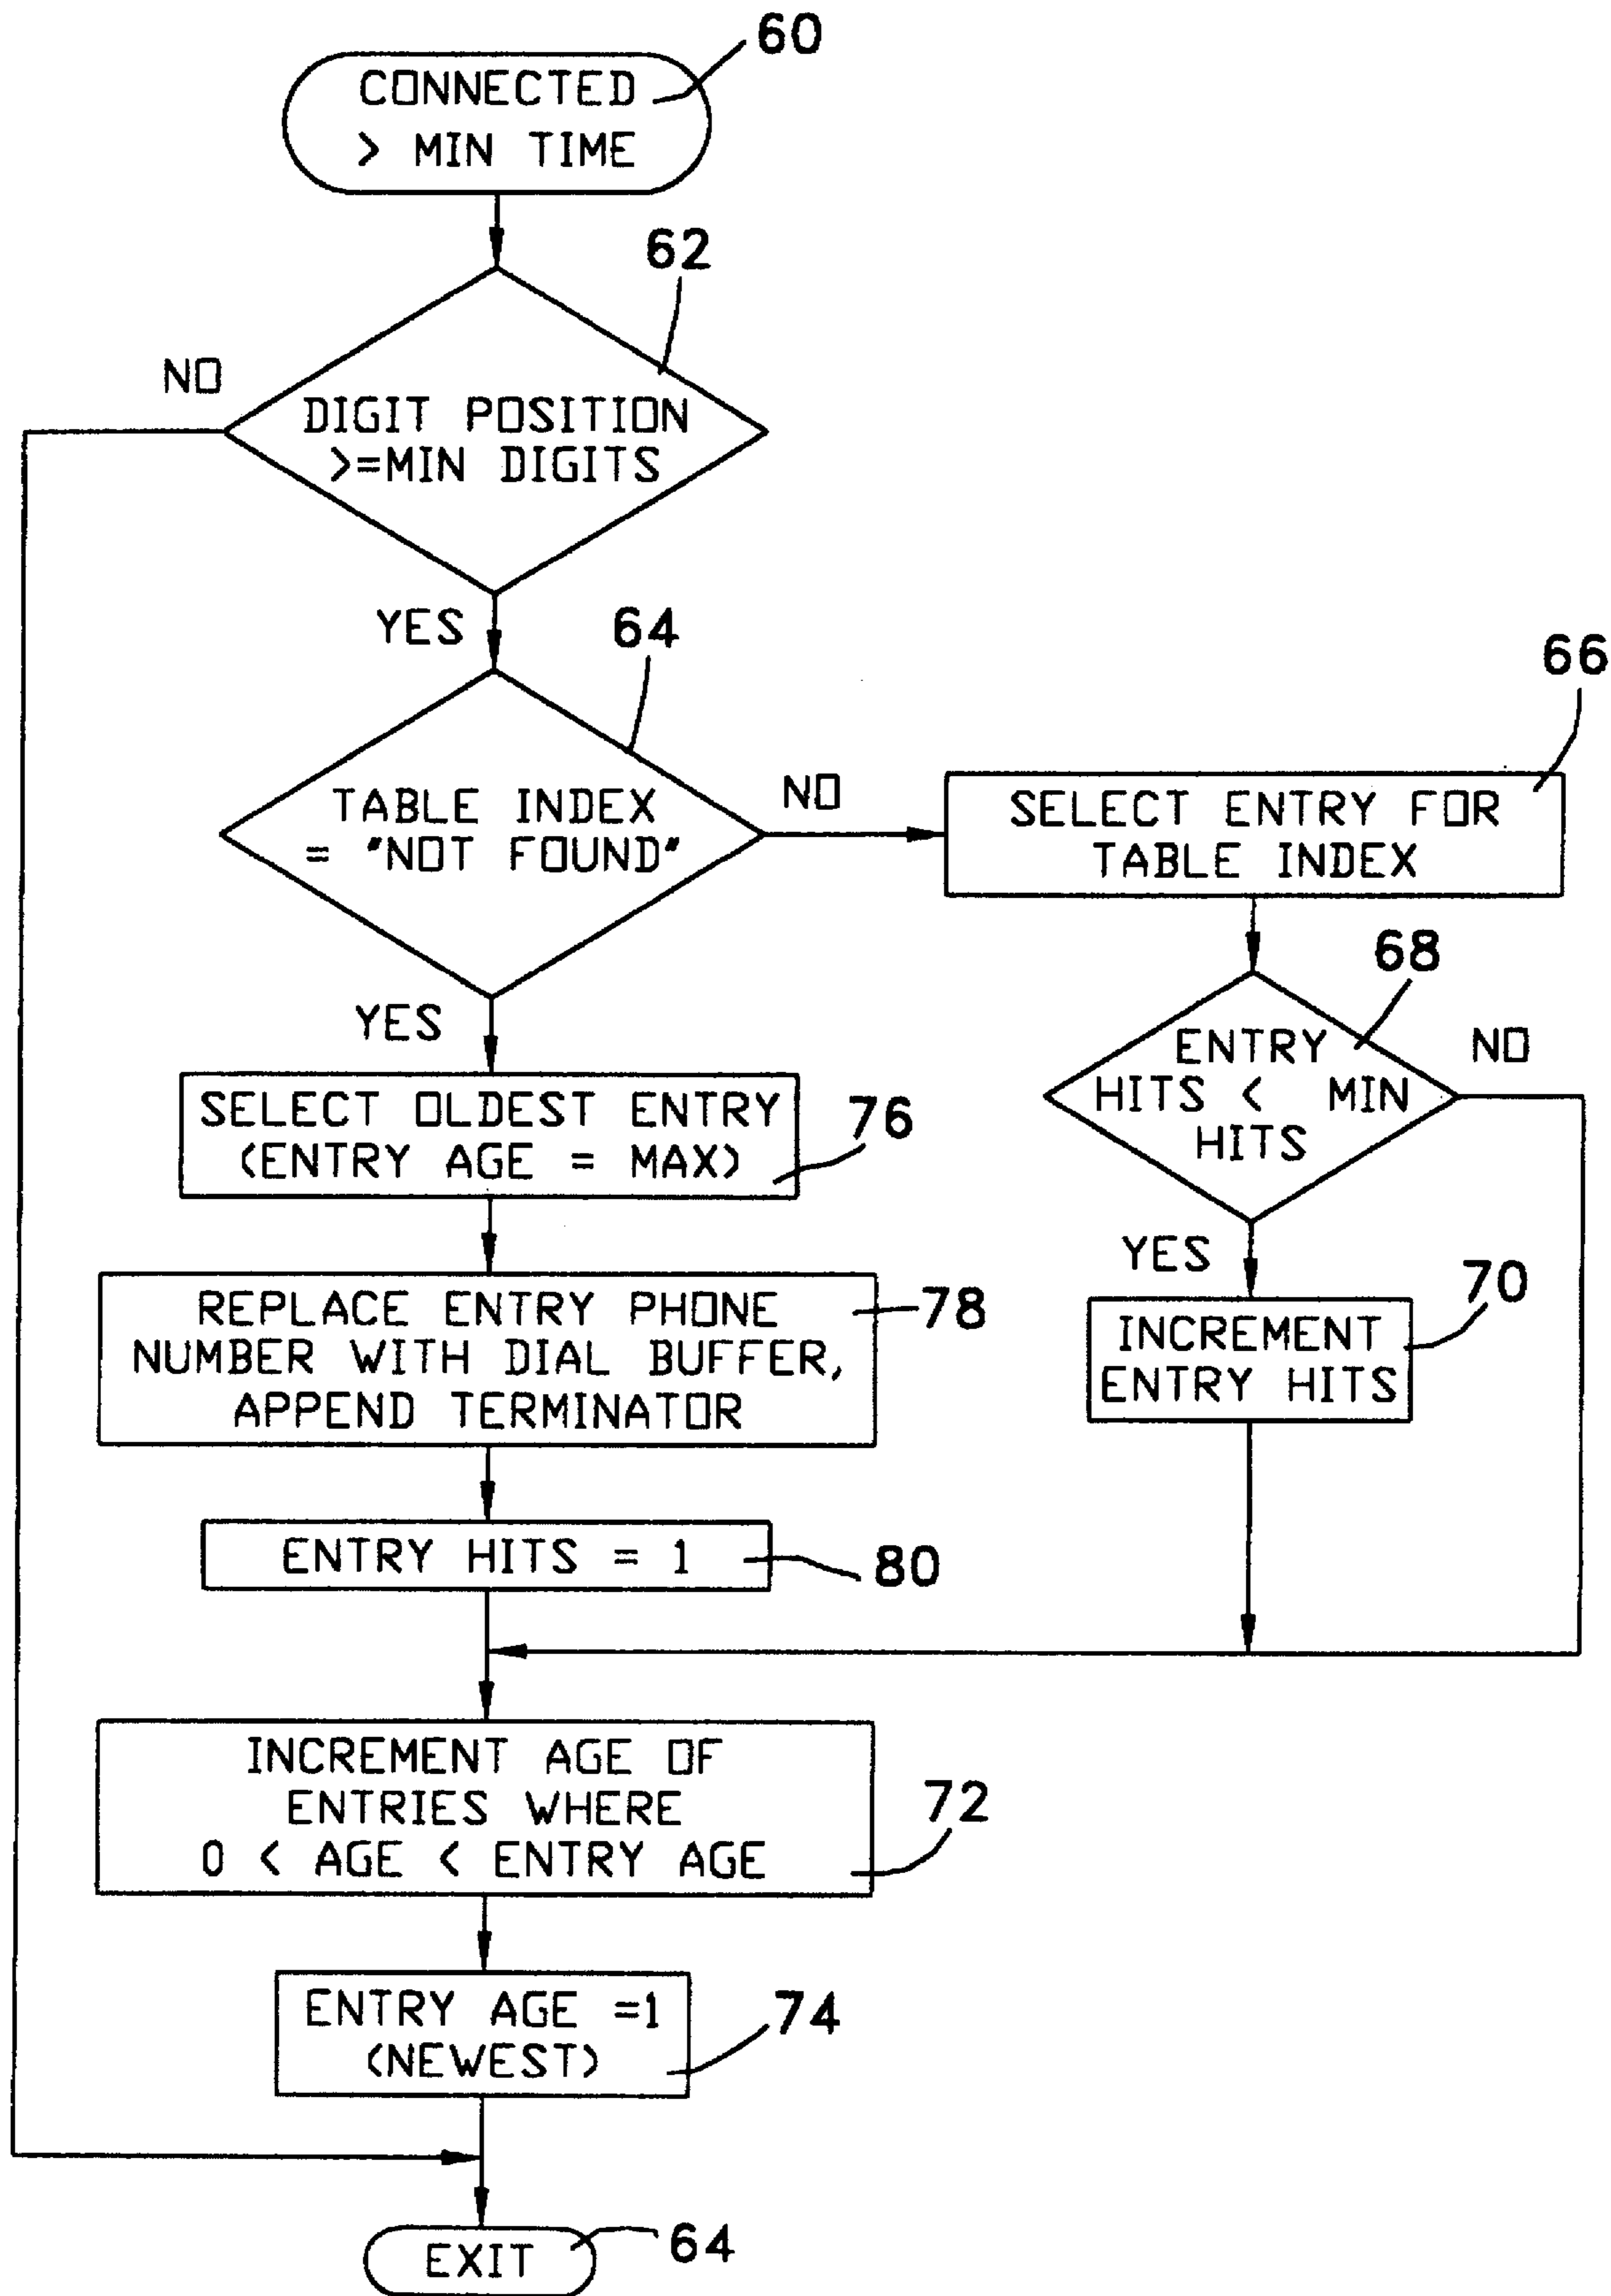 60
CONNECTED
> MIN TIME
62
NO
DIGIT POSITION
>=MIN DIGITS
YES
64
66
TABLE INDEX
= "NOT FOUND"
NO
SELECT ENTRY FOR
TABLE INDEX
68
YES
ENTRY
HITS < MIN
HITS
NO
SELECT OLDEST ENTRY
(ENTRY AGE = MAX)
76
YES
70
REPLACE ENTRY PHONE
NUMBER WITH DIAL BUFFER,
APPEND TERMINATOR
78
INCREMENT
ENTRY HITS
ENTRY HITS = 1
80
INCREMENT AGE OF
ENTRIES WHERE
0 < AGE < ENTRY AGE
72
ENTRY AGE =1
(NEWEST)
74
EXIT
64